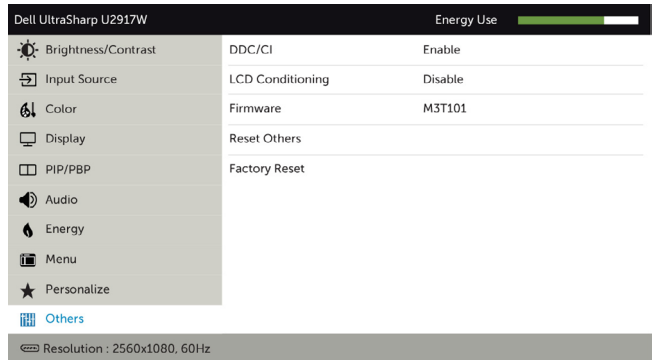 Dell UltraSharp U2917W Energy Use
Brightness/Contrast DDC/CI Enable
Input Source LCD Conditioning Disable
Color Firmware M3T101
Display Reset Others
PIP/PBP Factory Reset
Audio
Energy
Menu
Personalize
Others
Resolution : 2560x1080, 60Hz